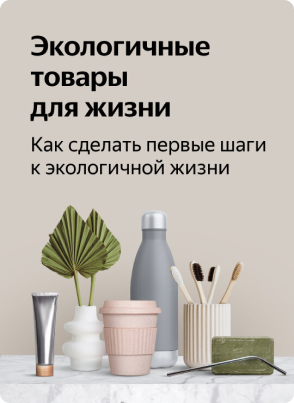 Экологичные
товары
для жизни
Как сделать первые шаги
к экологичной жизни